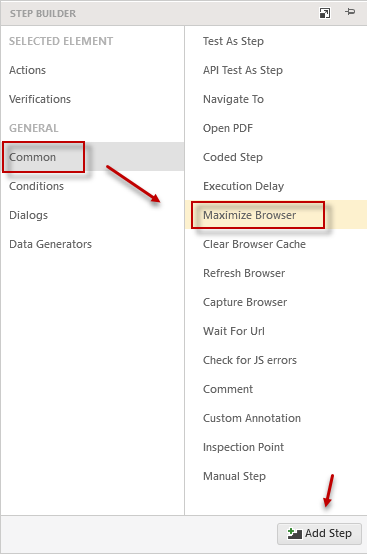 STEP BUILDER
SELECTED ELEMENT
Actions
Verifications
GENERAL
Common
Conditions
Dialogs
Data Generators
Test As Step
API Test As Step
Navigate To
Open PDF
Coded Step
Execution Delay
Maximize Browser
Clear Browser Cache
Refresh Browser
Capture Browser
Wait For Url
Check for JS errors
Comment
Custom Annotation
Inspection Point
Manual Step
Add Step